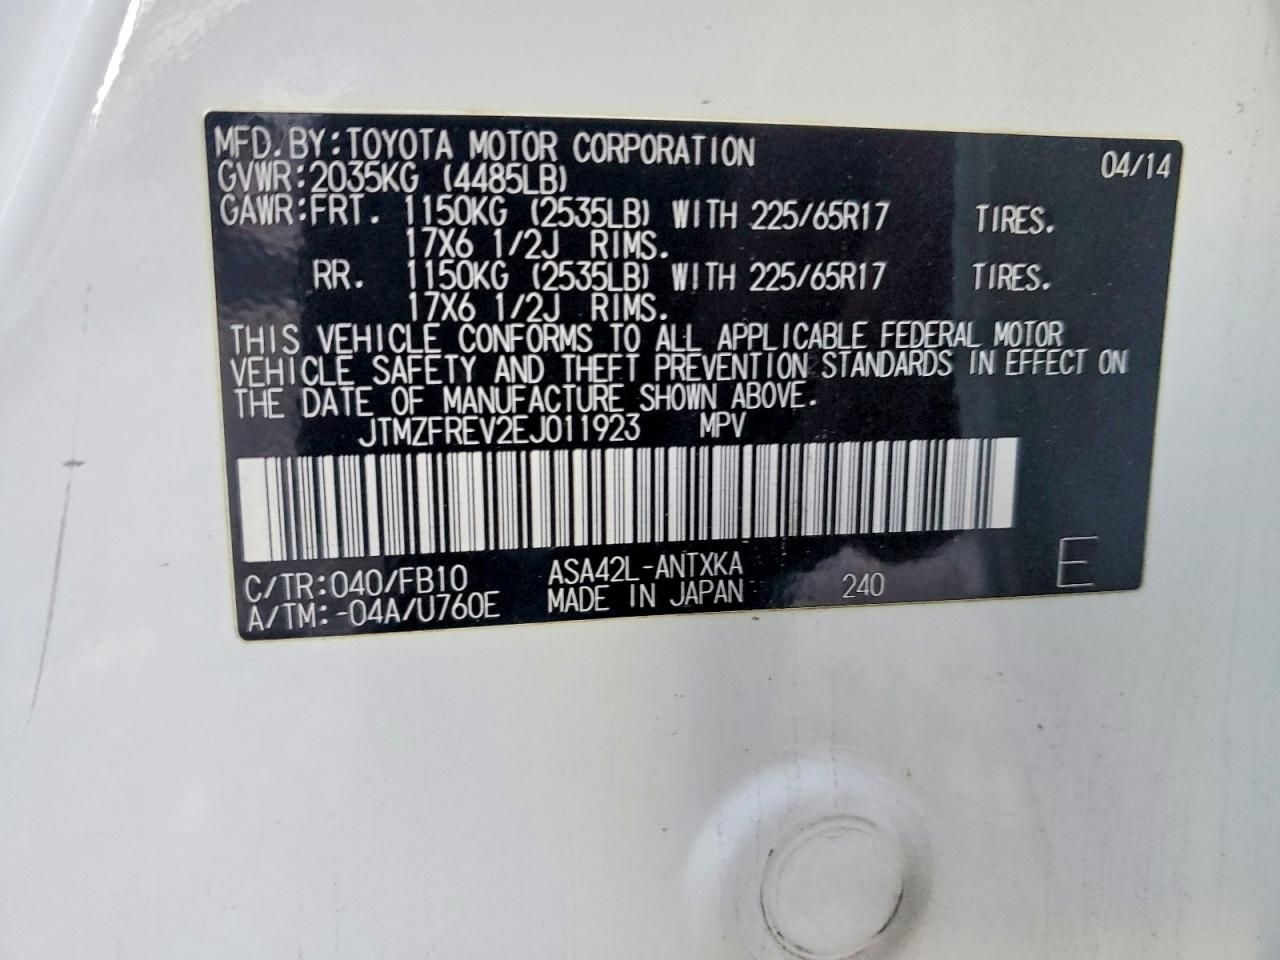 MFD. BY: TOYOTA MOTOR CORPORATION 04/14
GVWR: 2035KG (4485LB)
GAWR: FRT. 1150KG (2535LB) WITH 225/65R17 TIRES.
17X6 1/2J RIMS.
RR. 1150KG (2535LB) WITH 225/65R17 TIRES.
17X6 1/2J RIMS.
THIS VEHICLE CONFORMS TO ALL APPLICABLE FEDERAL MOTOR
VEHICLE SAFETY AND THEFT PREVENTION STANDARDS IN EFFECT ON
THE DATE OF MANUFACTURE SHOWN ABOVE.
JTMZFREV2EJ011923 MPV
C/TR: 040/FB10 ASA42L-ANTXKA
A/TM: -04A/U760E MADE IN JAPAN 240 E